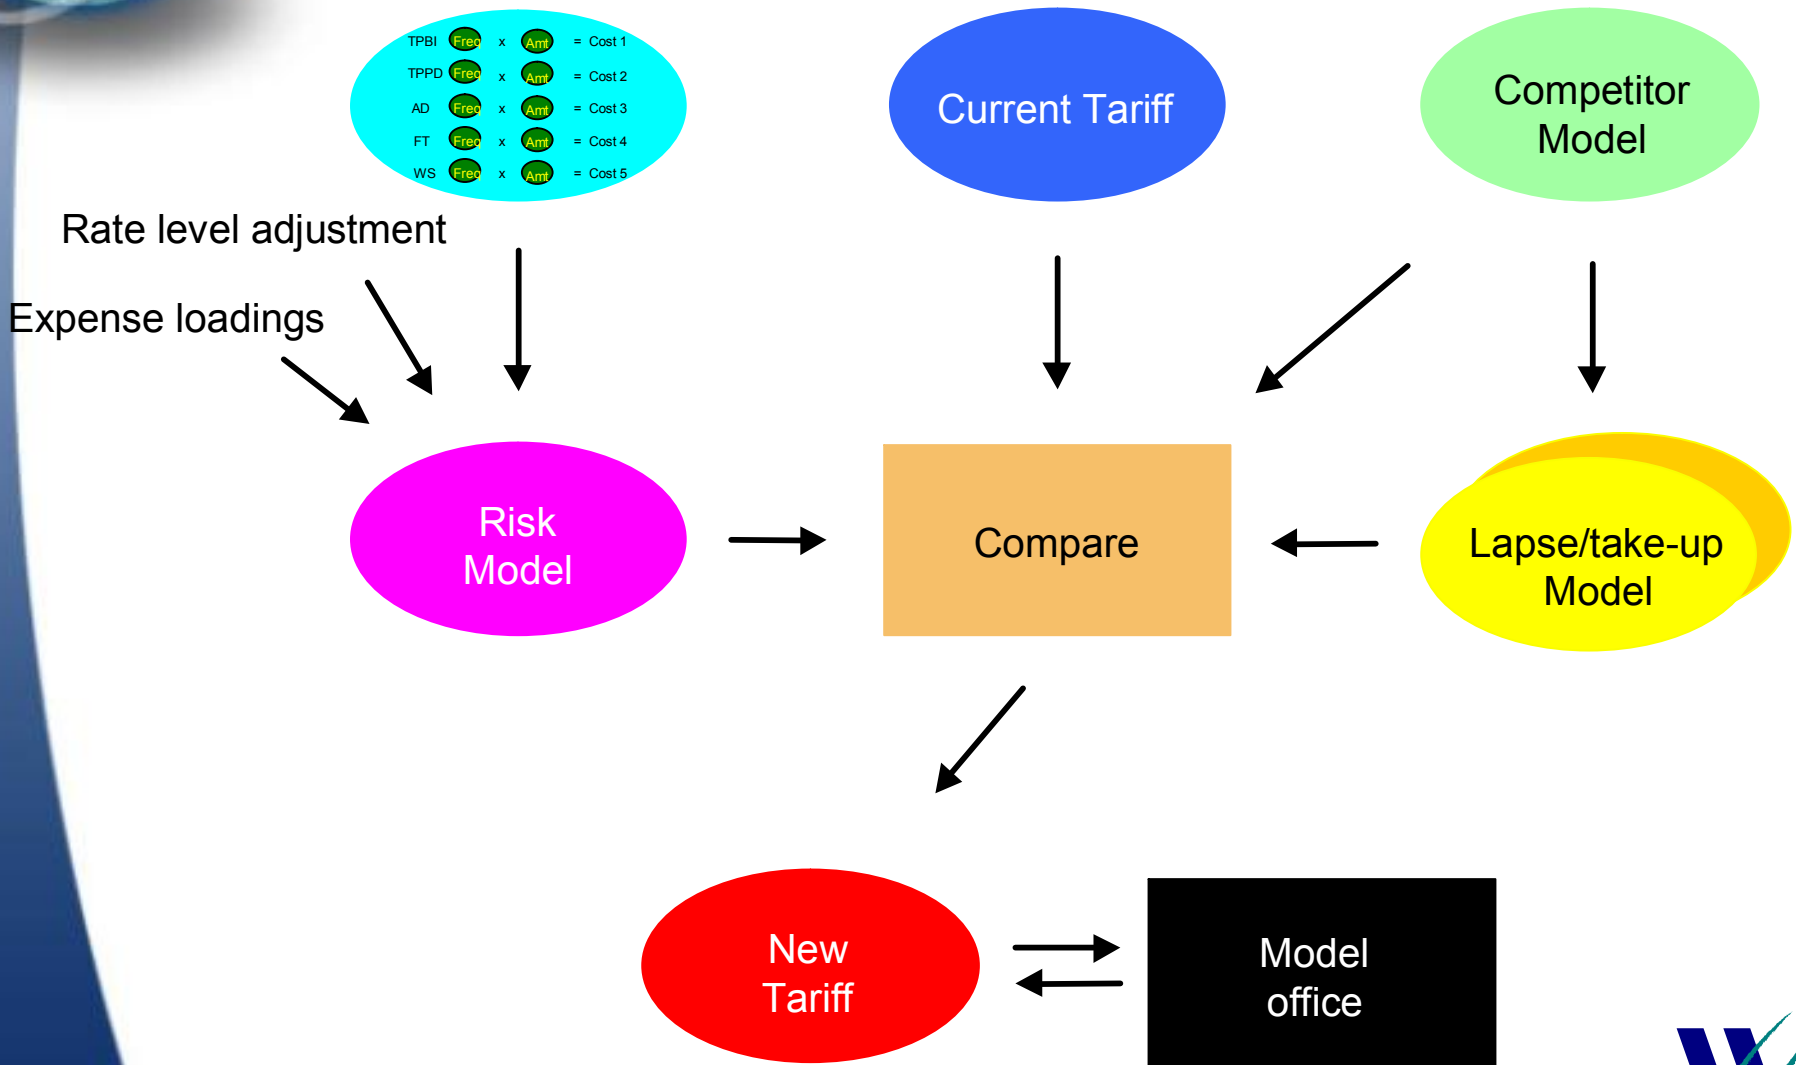 TPBI Freq x Amt = Cost 1
TPPD Freq x Amt = Cost 2
AD Freq x Amt = Cost 3
FT Freq x Amt = Cost 4
WS Freq x Amt = Cost 5
Current Tariff
Competitor
Model
Rate level adjustment
Expense loadings
Risk
Model
Compare
Lapse/take-up
Model
New
Tariff
Model
office